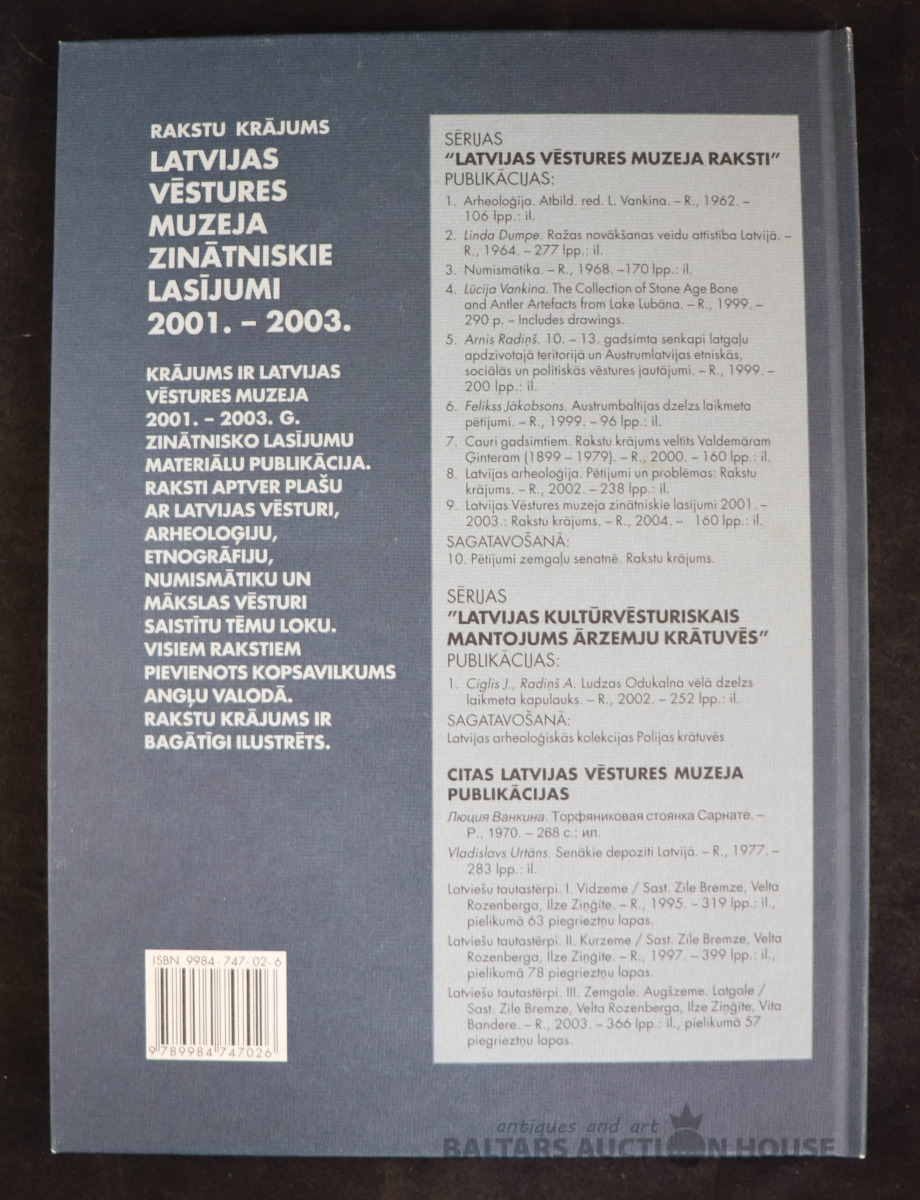 RAKSTU KRĀJUMS
LATVIJAS
VĒSTURES
MUZEJA
ZINĀTNISKIE
LASĪJUMI
2001. – 2003.
KRĀJUMS IR LATVIJAS
VĒSTURES MUZEJA
2001. – 2003. G.
ZINĀTNISKO LASĪJUMU
MATERIĀLU PUBLIKĀCIJA.
RAKSTI APTVER PLAŠU
AR LATVIJAS VĒSTURI,
ARHEOLOĢIJU,
ETNOGRĀFIJU,
NUMISMĀTIKU UN
MĀKSLAS VĒSTURI
SAISTĪTU TĒMU LOKU.
VISIEM RAKSTIEM
PIEVIENOTS KOPSAVILKUMS
ANGĻU VALODĀ.
RAKSTU KRĀJUMS IR
BAGĀTĪGI ILUSTRĒTS.
ISBN 9984-747-02-6
9 789984 747026
SĒRIJAS
"LATVIJAS VĒSTURES MUZEJA RAKSTI"
PUBLIKĀCIJAS:
1. Arheoloģija. Atbild. red. L. Vankina. – R., 1962. –
106 lpp.: il.
2. Linda Dumpe. Ražas novākšanas veidu attīstība Latvijā. –
R., 1964. – 277 lpp.: il.
3. Numismātika. – R., 1968. –170 lpp.: il.
4. Lūcija Vankina. The Collection of Stone Age Bone
and Antler Artefacts from Lake Lubāna. – R., 1999. –
290 p. – Includes drawings.
5. Arnis Radiņš. 10. – 13. gadsimta senkapi latgaļu
apdzīvotajā teritorijā un Austrumlatvijas etniskās,
sociālās un politiskās vēstures jautājumi. – R., 1999. –
200 lpp.: il.
6. Felikss Jākobsons. Austrumbaltijas dzelzs laikmeta
pētījumi. – R., 1999. – 96 lpp.: il.
7. Cauri gadsimtiem. Rakstu krājums veltīts Valdemāram
Ģinteram (1899 – 1979). – R., 2000. – 160 lpp.: il.
8. Latvijas arheoloģija. Pētījumi un problēmas: Rakstu
krājums. – R., 2002. – 238 lpp.: il.
9. Latvijas Vēstures muzeja zinātniskie lasījumi 2001. –
2003.: Rakstu krājums. – R., 2004. – 160 lpp.: il.
SAGATAVOŠANĀ:
10. Pētījumi zemgaļu senatnē. Rakstu krājums.
SĒRIJAS
"LATVIJAS KULTŪRVĒSTURISKAIS
MANTOJUMS ĀRZEMJU KRĀTUVĒS"
PUBLIKĀCIJAS:
1. Ciglis J., Radiņš A. Ludzas Odukalna vēlā dzelzs
laikmeta kapulauks. – R., 2002. – 252 lpp.: il.
SAGATAVOŠANĀ:
Latvijas arheoloģiskās kolekcijas Polijas krātuvēs
CITAS LATVIJAS VĒSTURES MUZEJA
PUBLIKĀCIJAS
Люция Ванкина. Торфяниковая стоянка Сарнате. –
Р., 1970. – 268 с.: ил.
Vladislavs Urtāns. Senākie depozīti Latvijā. – R., 1977. –
283 lpp.: il.
Latviešu tautastērpi. I. Vidzeme / Sast. Zile Bremze, Velta
Rozenberga, Ilze Ziņģīte. – R., 1995. – 319 lpp.: il.,
pielikumā 63 piegrieztņu lapas.
Latviešu tautastērpi. II. Kurzeme / Sast. Zile Bremze, Velta
Rozenberga, Ilze Ziņģīte. – R., 1997. – 399 lpp.: il.,
pielikumā 78 piegrieztņu lapas.
Latviešu tautastērpi. III. Zemgale. Augšzeme. Latgale /
Sast. Zile Bremze, Velta Rozenberga, Ilze Ziņģīte, Vita
Bandere. – R., 2003. – 366 lpp.: il., pielikumā 57
piegrieztņu lapas.
antiques and art
BALTARS AUCTION HOUSE